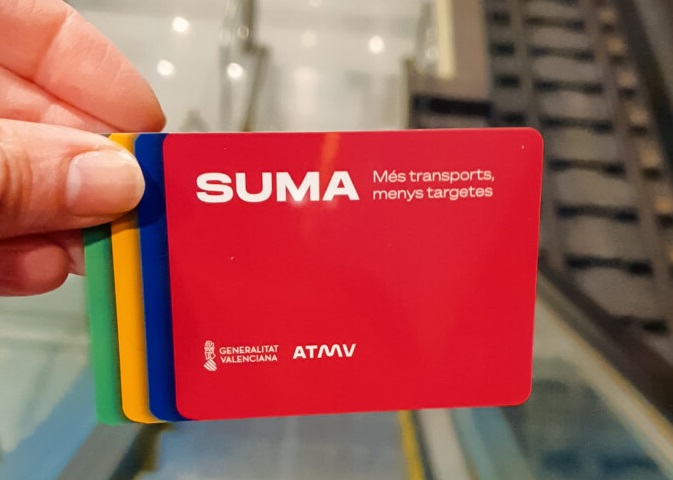 SUMA
Més transports,
menys targetes
GENERALITAT
VALENCIANA
ATMV